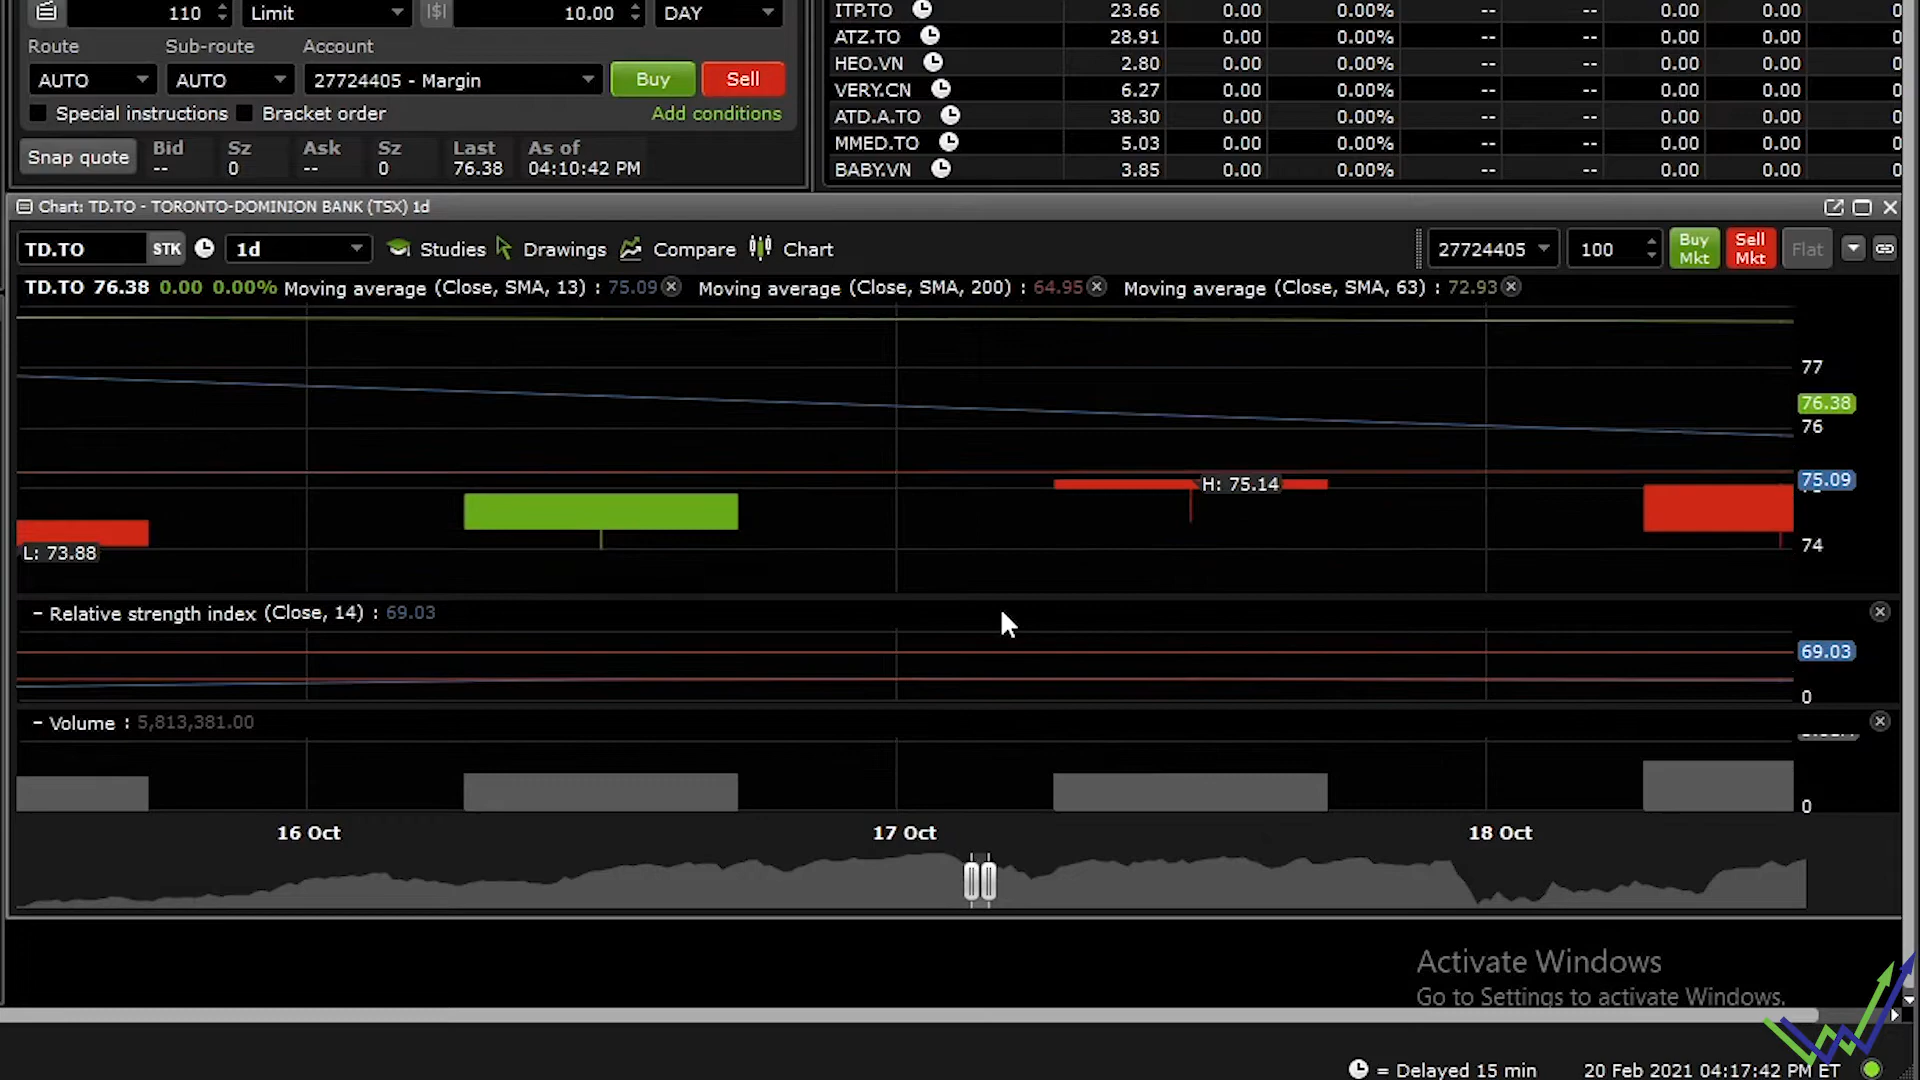 110 Limit |$| 10.00 DAY
Route Sub-route Account
AUTO AUTO 27724405 - Margin Buy Sell
Special instructions Bracket order Add conditions
Snap quote Bid Sz Ask Sz Last As of
-- 0 -- 0 76.38 04:10:42 PM
ITP.TO 23.66 0.00 0.00% -- -- 0.00 0.00 0
ATZ.TO 28.91 0.00 0.00% -- -- 0.00 0.00 0
HEO.VN 2.80 0.00 0.00% -- -- 0.00 0.00 0
VERY.CN 6.27 0.00 0.00% -- -- 0.00 0.00 0
ATD.A.TO 38.30 0.00 0.00% -- -- 0.00 0.00 0
MMED.TO 5.03 0.00 0.00% -- -- 0.00 0.00 0
BABY.VN 3.85 0.00 0.00% -- -- 0.00 0.00 0
Chart: TD.TO - TORONTO-DOMINION BANK (TSX) 1d
TD.TO STK 1d Studies Drawings Compare Chart 27724405 100 Buy Mkt Sell Mkt Flat
TD.TO 76.38 0.00 0.00% Moving average (Close, SMA, 13) : 75.09 Moving average (Close, SMA, 200) : 64.95 Moving average (Close, SMA, 63) : 72.93
77
76.38
76
75.09
H: 75.14
74
L: 73.88
– Relative strength index (Close, 14) : 69.03
69.03
0
– Volume : 5,813,381.00
0
16 Oct 17 Oct 18 Oct
Activate Windows
Go to Settings to activate Windows.
= Delayed 15 min 20 Feb 2021 04:17:42 PM ET